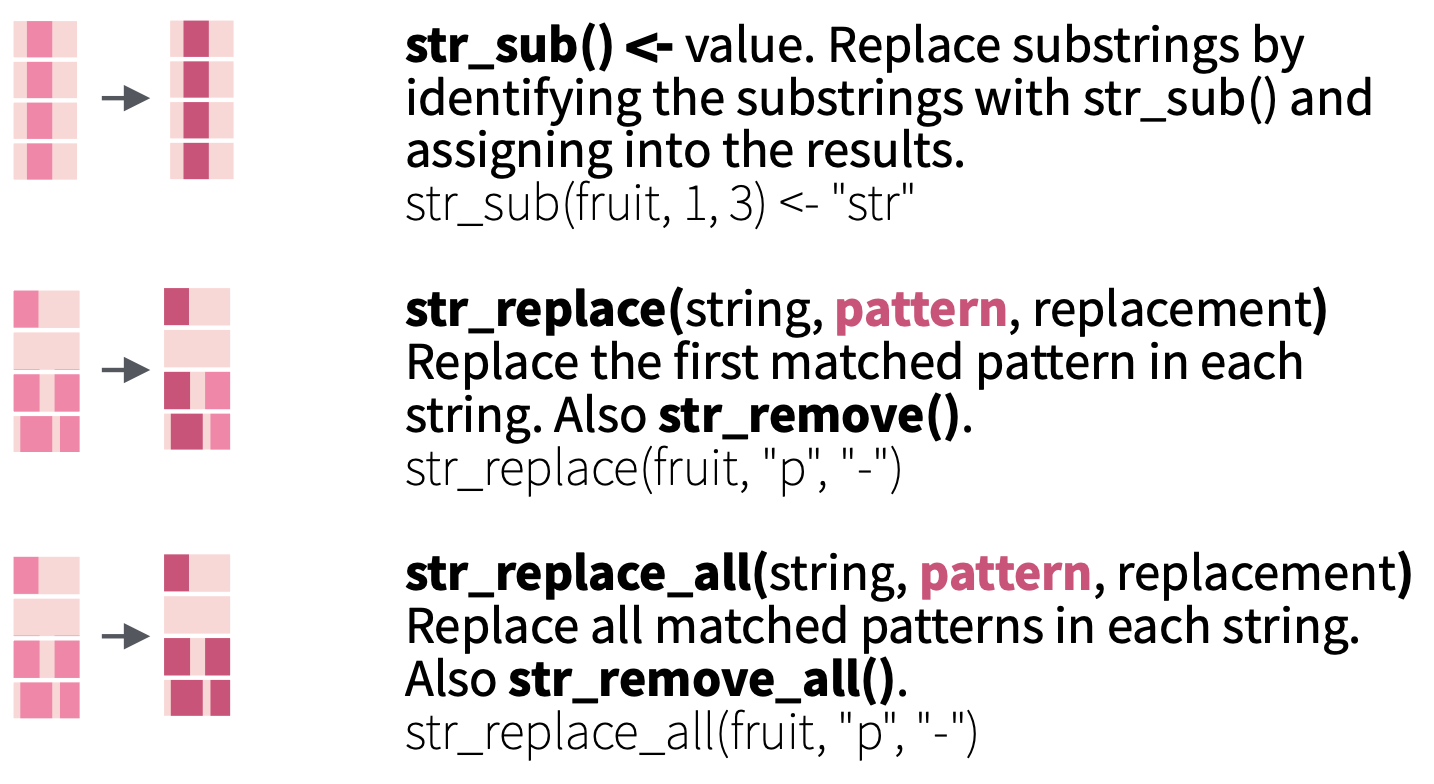 str_sub() <- value. Replace substrings by
identifying the substrings with str_sub() and
assigning into the results.
str_sub(fruit, 1, 3) <- "str"
str_replace(string, pattern, replacement)
Replace the first matched pattern in each
string. Also str_remove().
str_replace(fruit, "p", "-")
str_replace_all(string, pattern, replacement)
Replace all matched patterns in each string.
Also str_remove_all().
str_replace_all(fruit, "p", "-")